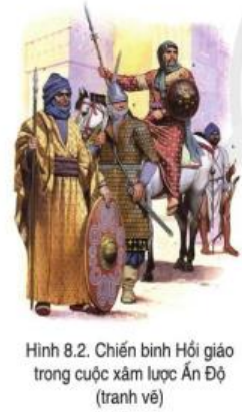 Hình 8.2. Chiến binh Hồi giáo
trong cuộc xâm lược Ấn Độ
(tranh vẽ)